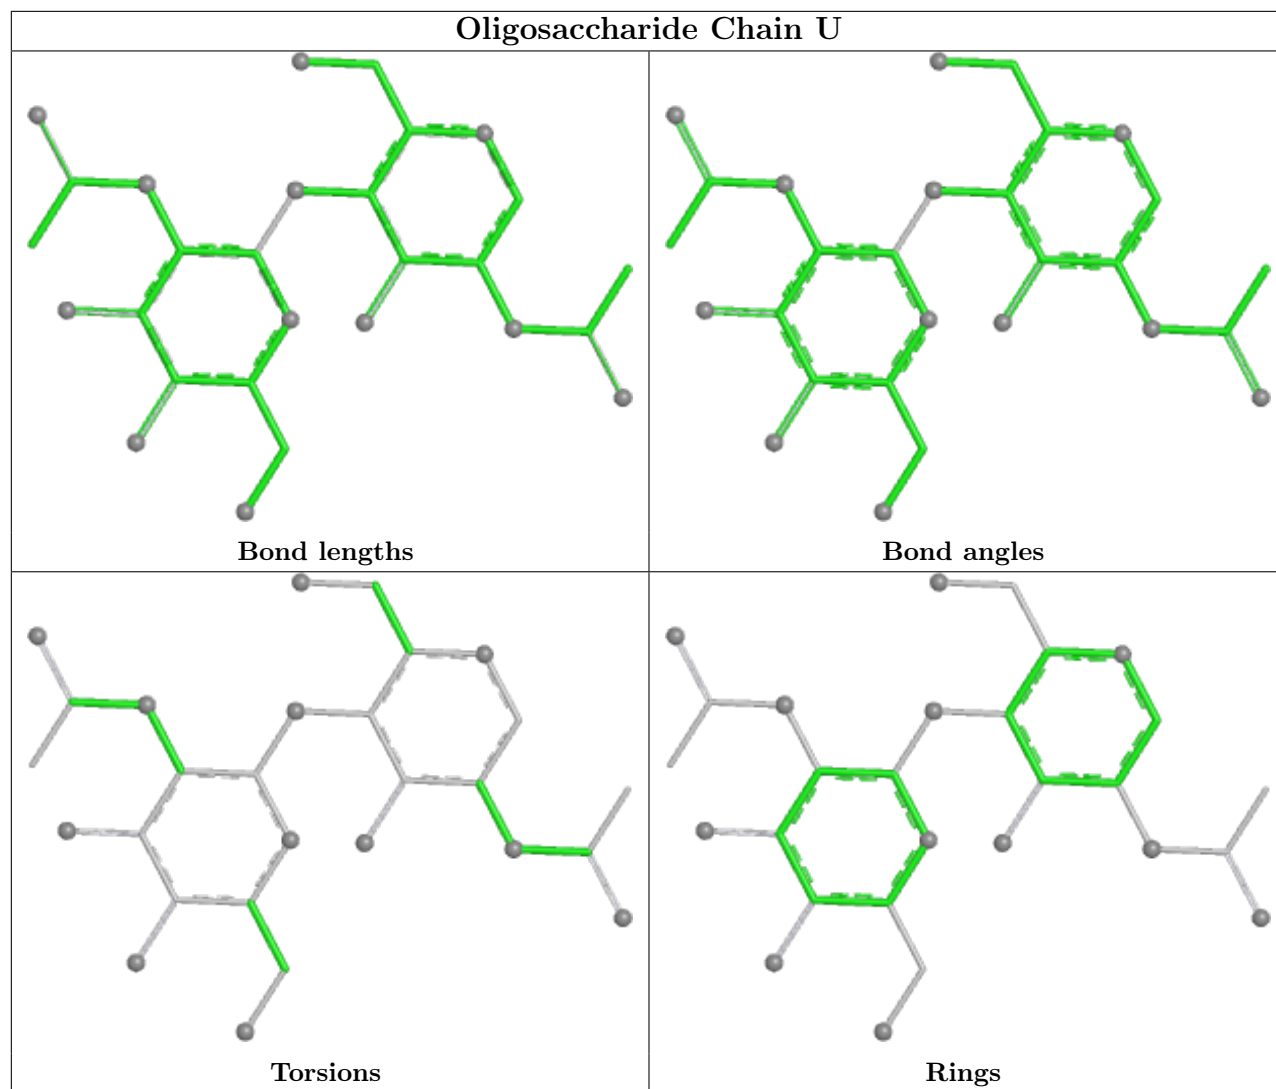 Oligosaccharide Chain U
Bond lengths
Bond angles
Torsions
Rings